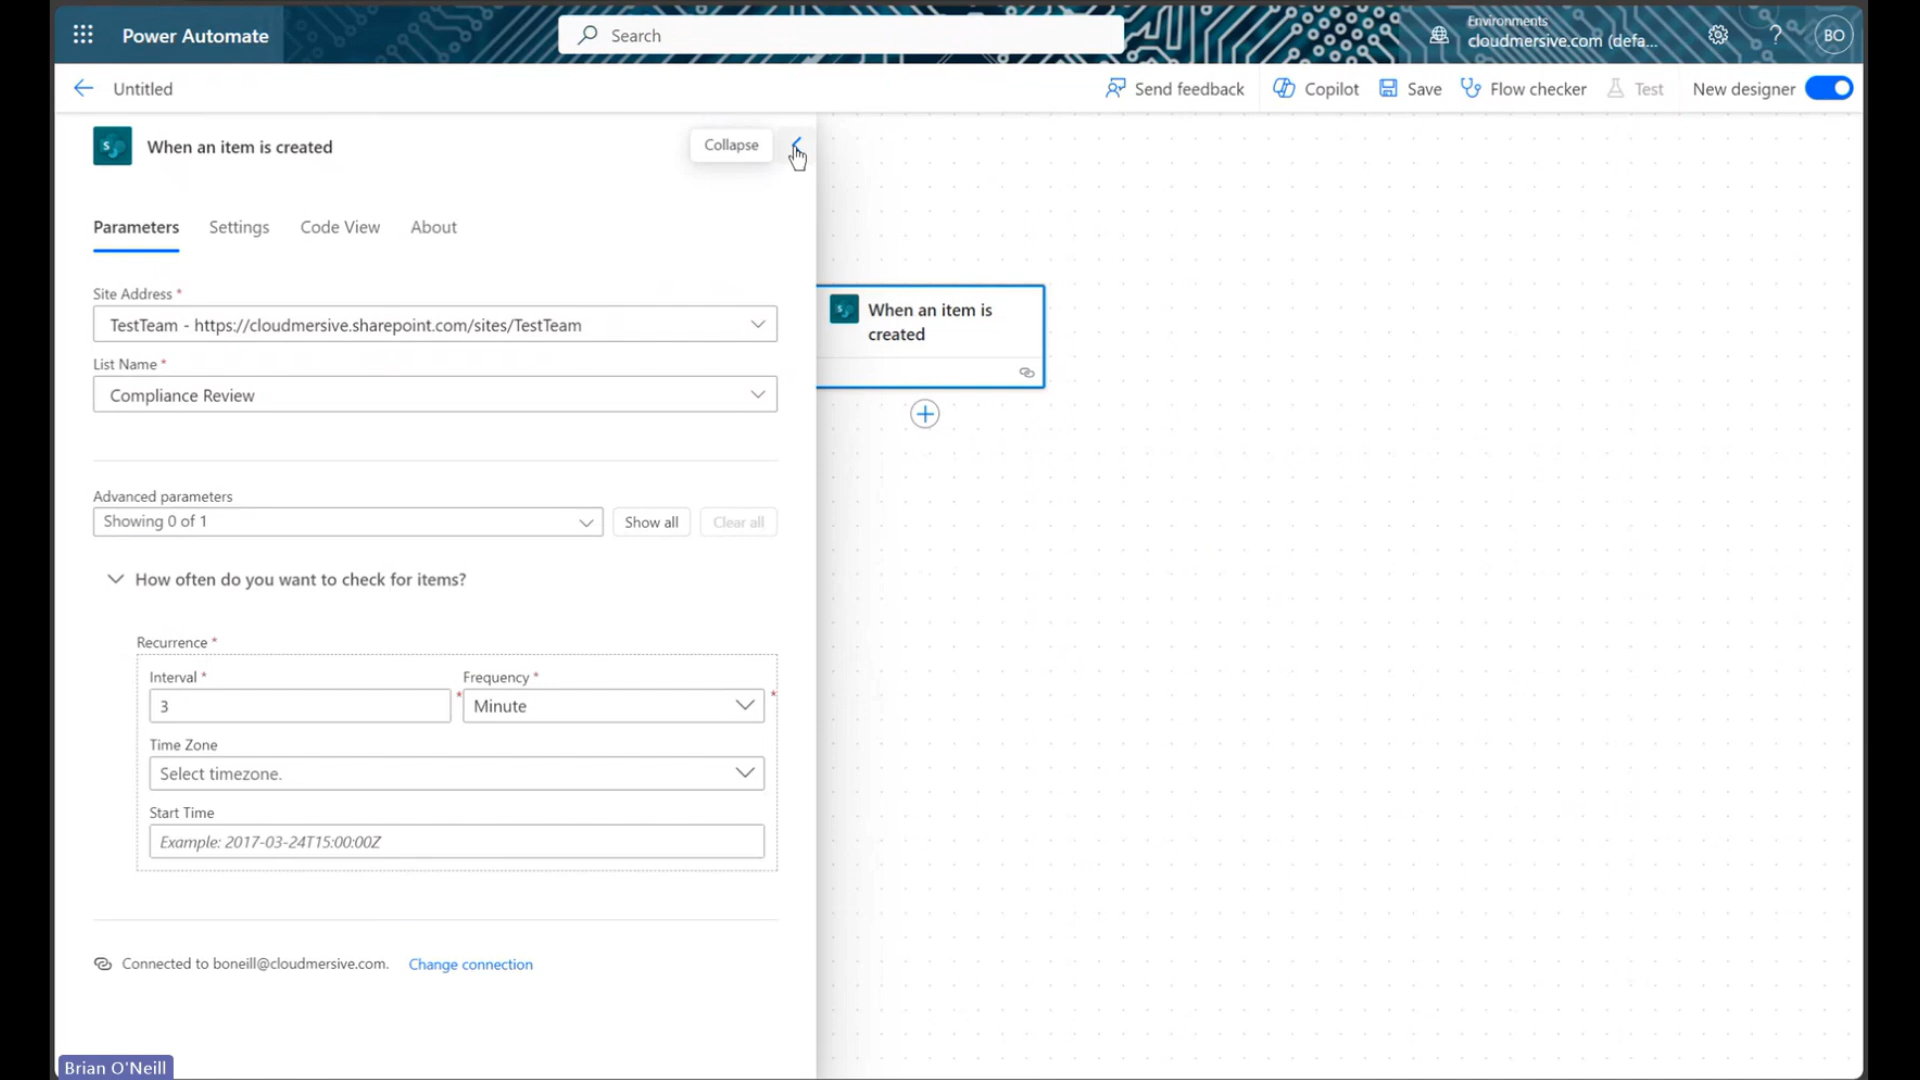 Power Automate
Search
Environments
cloudmersive.com (defa...
?
BO
Untitled
Send feedback
Copilot
Save
Flow checker
Test
New designer
When an item is created
Collapse
Parameters
Settings
Code View
About
Site Address *
TestTeam - https://cloudmersive.sharepoint.com/sites/TestTeam
List Name *
Compliance Review
When an item is
created
Advanced parameters
Showing 0 of 1
Show all
Clear all
How often do you want to check for items?
Recurrence *
Interval *
Frequency *
3
*
Minute
*
Time Zone
Select timezone.
Start Time
Example: 2017-03-24T15:00:00Z
Connected to boneill@cloudmersive.com.
Change connection
Brian O'Neill